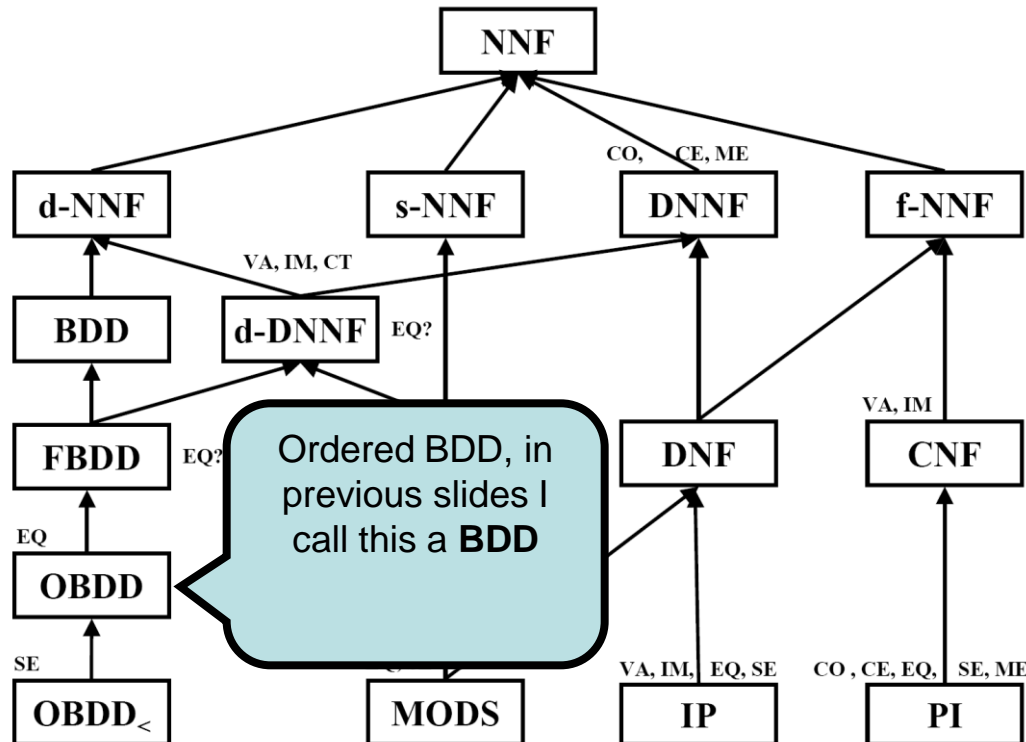 NNF
CO, CE, ME
d-NNF s-NNF DNNF f-NNF
VA, IM, CT
BDD d-DNNF EQ?
VA, IM
FBDD EQ? DNF CNF
Ordered BDD, in
previous slides I
call this a BDD
EQ
OBDD
SE VA, IM, EQ, SE CO , CE, EQ, SE, ME
OBDD< MODS IP PI